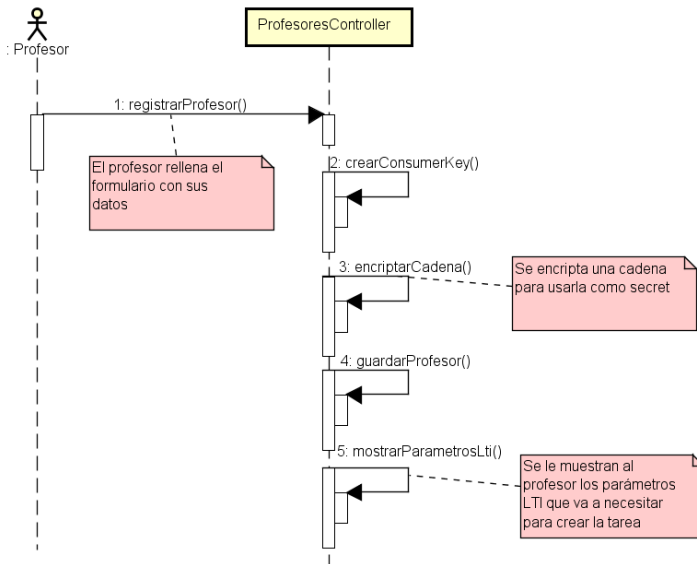 ProfesoresController
: Profesor
1: registrarProfesor()
El profesor rellena el
formulario con sus
datos
2: crearConsumerKey()
3: encriptarCadena()
Se encripta una cadena
para usarla como secret
4: guardarProfesor()
5: mostrarParametrosLti()
Se le muestran al
profesor los parámetros
LTI que va a necesitar
para crear la tarea